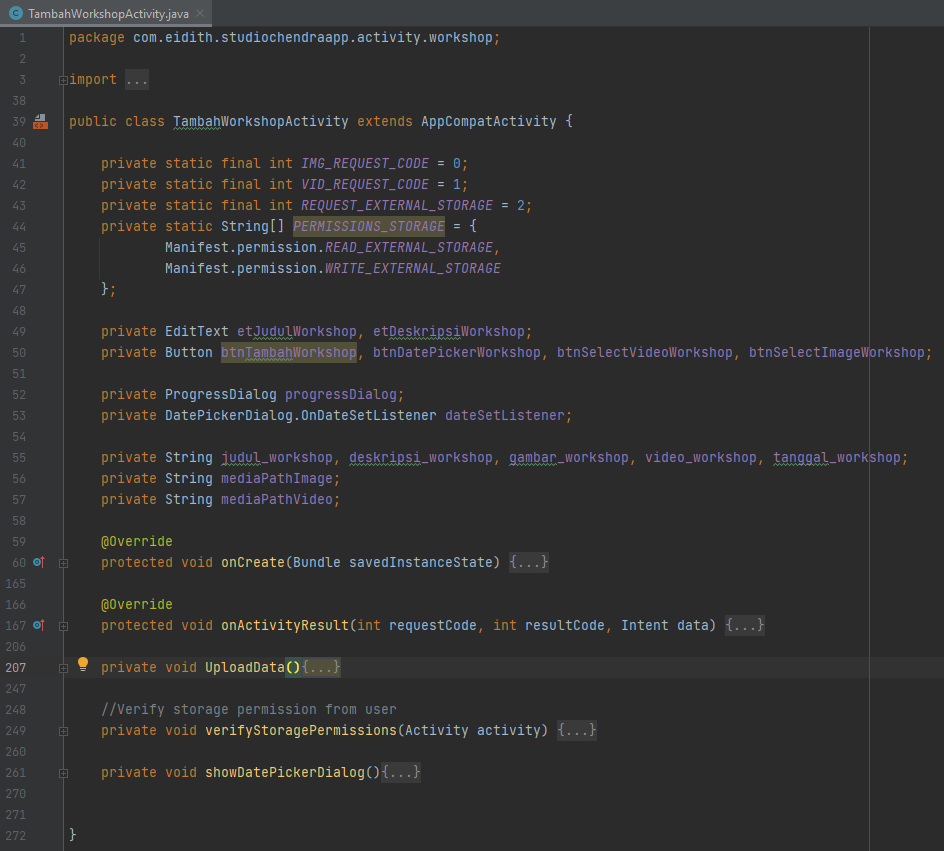 TambahWorkshopActivity.java
1 package com.eidith.studiochendraapp.activity.workshop;
2
3 import ...
38
39 public class TambahWorkshopActivity extends AppCompatActivity {
40
41 private static final int IMG_REQUEST_CODE = 0;
42 private static final int VID_REQUEST_CODE = 1;
43 private static final int REQUEST_EXTERNAL_STORAGE = 2;
44 private static String[] PERMISSIONS_STORAGE = {
45 Manifest.permission.READ_EXTERNAL_STORAGE,
46 Manifest.permission.WRITE_EXTERNAL_STORAGE
47 };
48
49 private EditText etJudulWorkshop, etDeskripsiWorkshop;
50 private Button btnTambahWorkshop, btnDatePickerWorkshop, btnSelectVideoWorkshop, btnSelectImageWorkshop;
51
52 private ProgressDialog progressDialog;
53 private DatePickerDialog.OnDateSetListener dateSetListener;
54
55 private String judul_workshop, deskripsi_workshop, gambar_workshop, video_workshop, tanggal_workshop;
56 private String mediaPathImage;
57 private String mediaPathVideo;
58
59 @Override
60 protected void onCreate(Bundle savedInstanceState) {...}
165
166 @Override
167 protected void onActivityResult(int requestCode, int resultCode, Intent data) {...}
206
207 private void UploadData(){...}
247
248 //Verify storage permission from user
249 private void verifyStoragePermissions(Activity activity) {...}
260
261 private void showDatePickerDialog(){...}
270
271
272 }